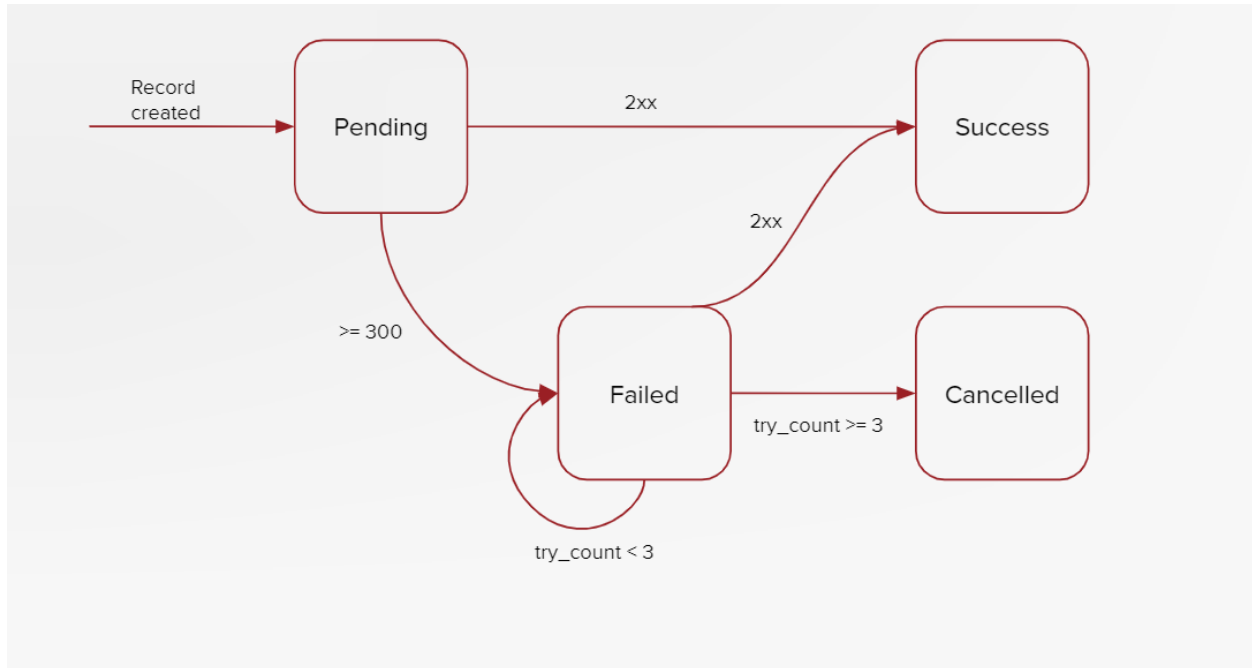 Record
created
Pending
2xx
Success
2xx
>= 300
Failed
Cancelled
try_count >= 3
try_count < 3